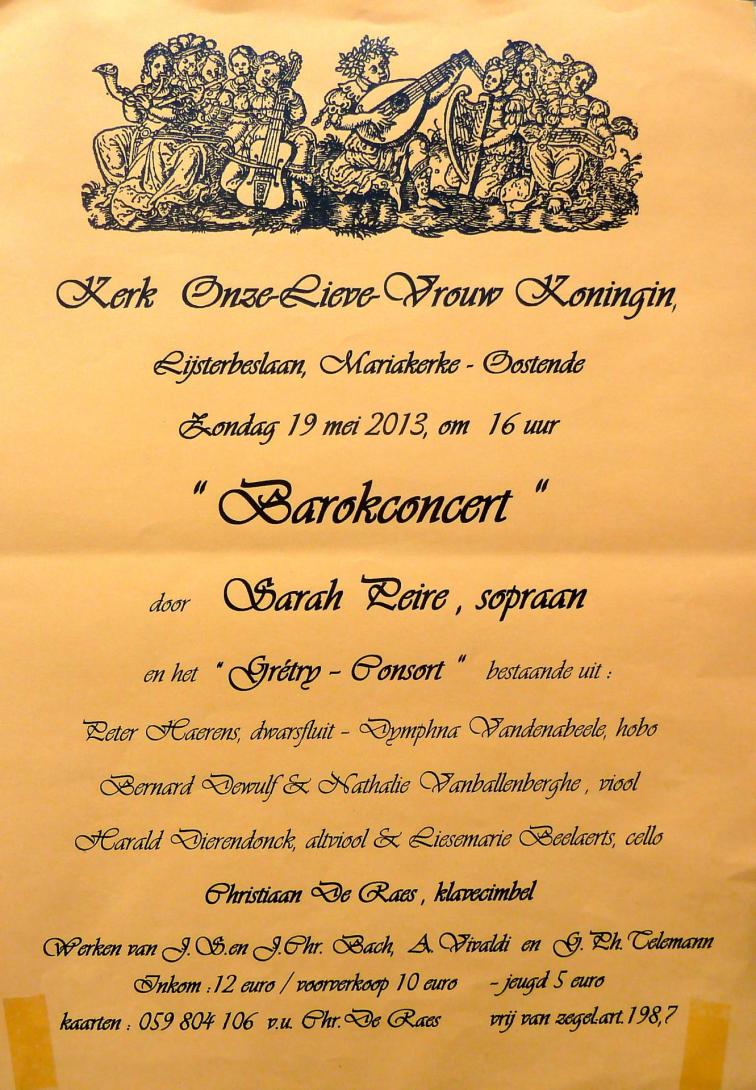 Kerk Onze-Lieve-Vrouw Koningin,
Lijsterbeslaan, Mariakerke - Oostende
Zondag 19 mei 2013, om 16 uur
" Barokconcert "
door Sarah Peire , sopraan
en het " Grétry - Consort " bestaande uit :
Peter Haerens, dwarsfluit - Dymphna Vandenabeele, hobo
Bernard Dewulf & Nathalie Vanballenberghe , viool
Harald Dierendonck, altviool & Liesemarie Beelaerts, cello
Christiaan De Raes , klavecimbel
Werken van J.S.en J.Chr. Bach, A.Vivaldi en G.Ph.Telemann
Inkom :12 euro / voorverkoop 10 euro - jeugd 5 euro
kaarten : 059 804 106 v.u. Chr.De Raes vrij van zegel.art.198,7